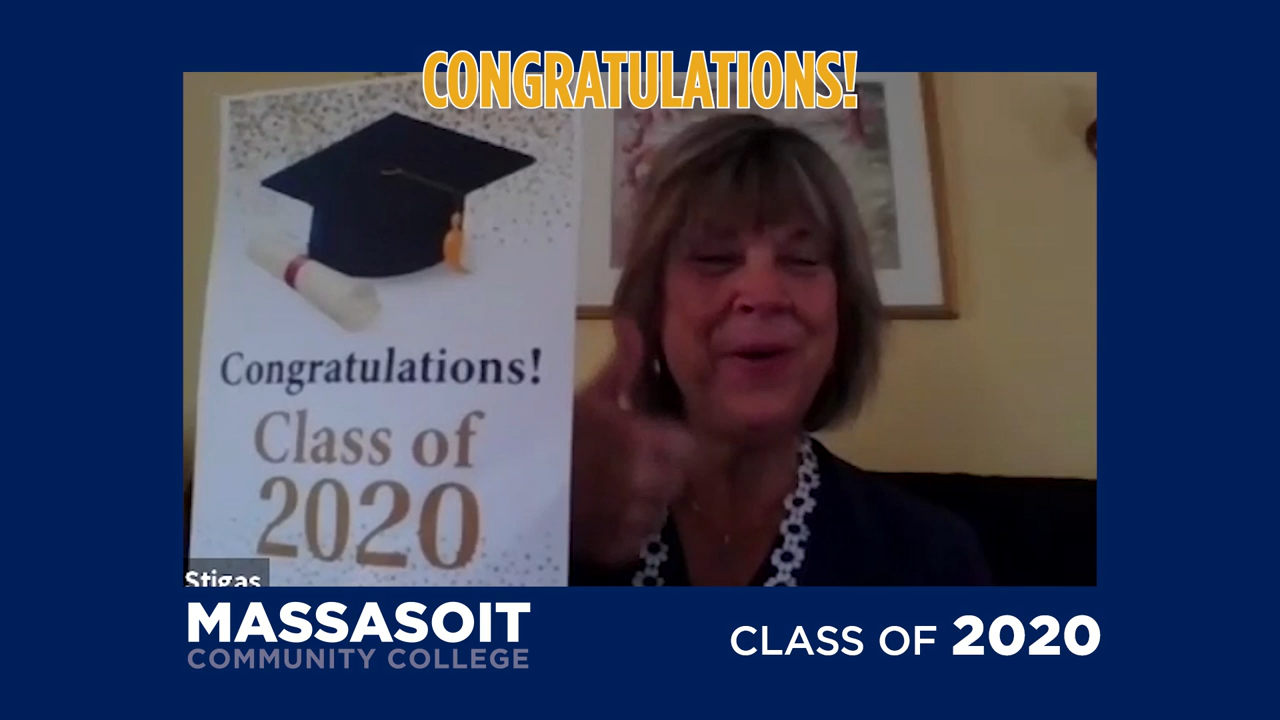 CONGRATULATIONS!
Congratulations!
Class of
2020
Stigas
MASSASOIT
COMMUNITY COLLEGE
CLASS OF 2020